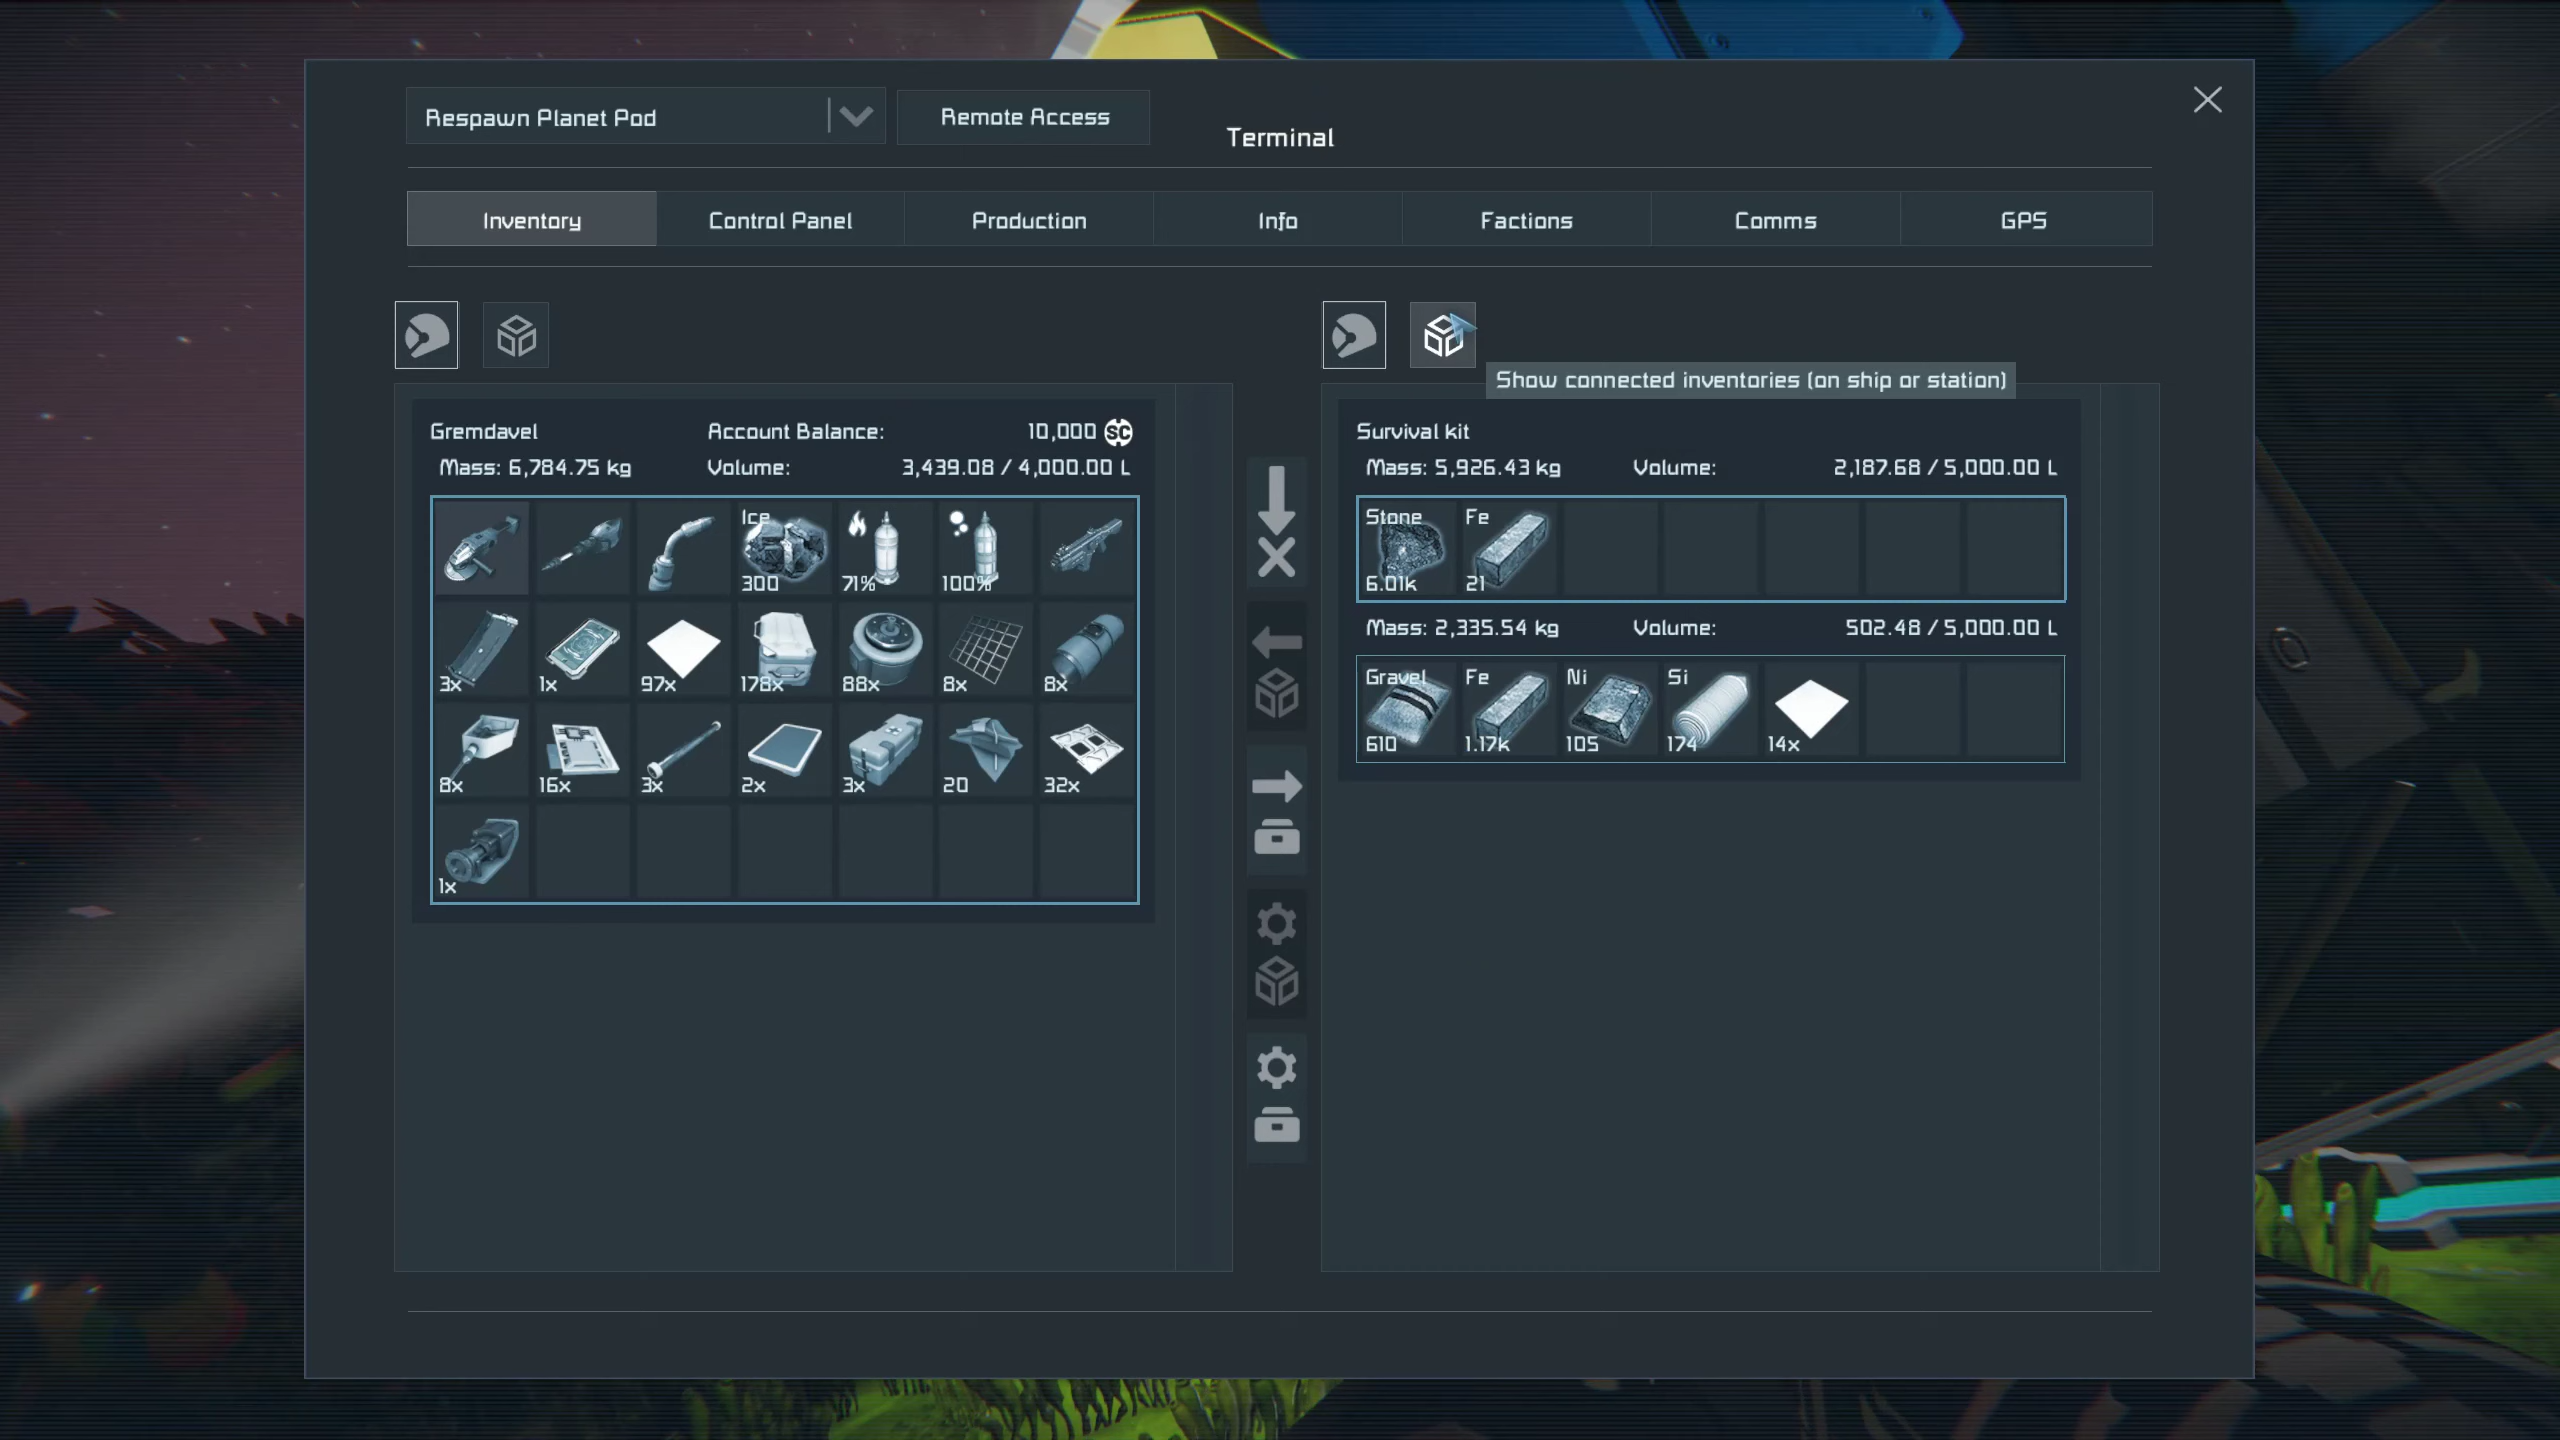 Respawn Planet Pod
Remote Access
Terminal
Inventory
Control Panel
Production
Info
Factions
Comms
GPS
Show connected inventories (on ship or station)
Gremdavel
Account Balance:
10,000 SC
Mass: 6,784.75 kg
Volume:
3,439.08 / 4,000.00 L
Ice
300
71%
100%
3x
1x
97x
178x
88x
8x
8x
8x
16x
3x
2x
3x
20
32x
1x
Survival kit
Mass: 5,926.43 kg
Volume:
2,187.68 / 5,000.00 L
Stone
6.01k
Fe
21
Mass: 2,335.54 kg
Volume:
502.48 / 5,000.00 L
Gravel
610
Fe
1.17k
Ni
105
Si
174
14x